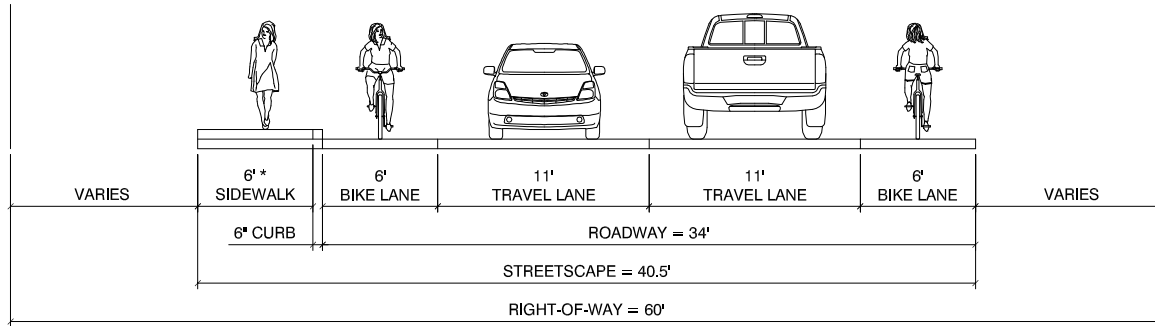 6' *
SIDEWALK
6'
BIKE LANE
11'
TRAVEL LANE
11'
TRAVEL LANE
6'
BIKE LANE
VARIES
VARIES
6" CURB
ROADWAY = 34'
STREETSCAPE = 40.5'
RIGHT-OF-WAY = 60'